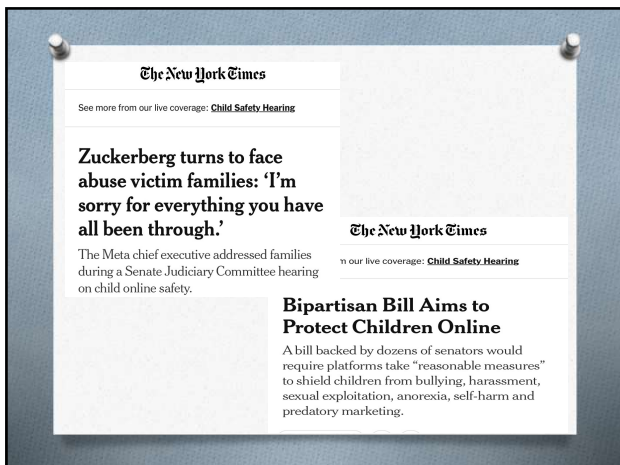 The New York Times
See more from our live coverage: Child Safety Hearing
Zuckerberg turns to face
abuse victim families: ‘I’m
sorry for everything you have
all been through.’
The Meta chief executive addressed families
during a Senate Judiciary Committee hearing
on child online safety.
The New York Times
m our live coverage: Child Safety Hearing
Bipartisan Bill Aims to
Protect Children Online
A bill backed by dozens of senators would
require platforms take “reasonable measures”
to shield children from bullying, harassment,
sexual exploitation, anorexia, self-harm and
predatory marketing.